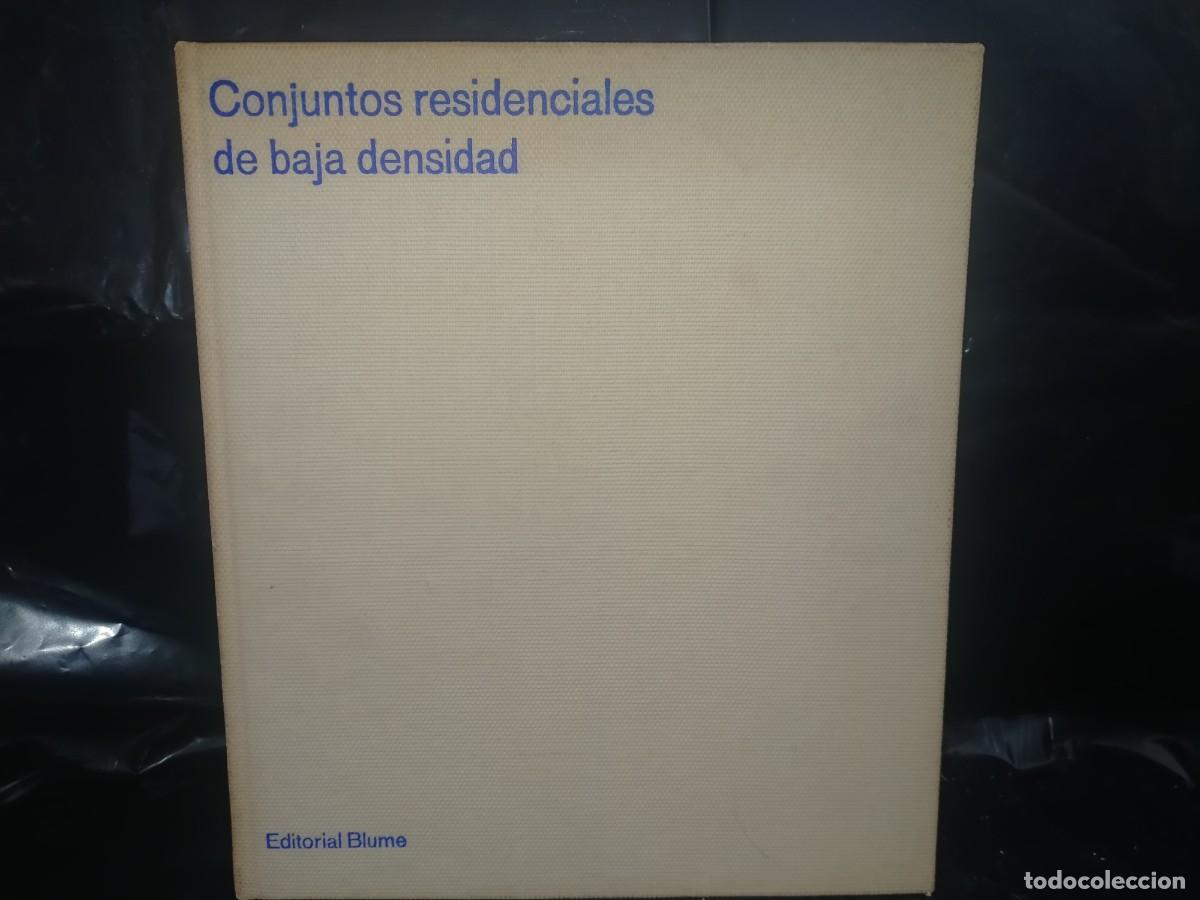 Conjuntos residenciales
de baja densidad
Editorial Blume
todocoleccion